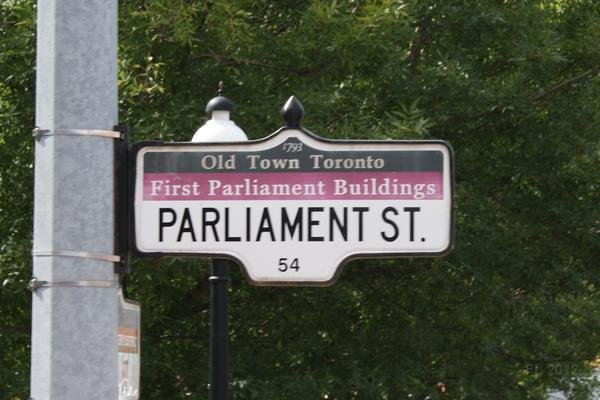 1793
Old Town Toronto
First Parliament Buildings
PARLIAMENT ST.
54